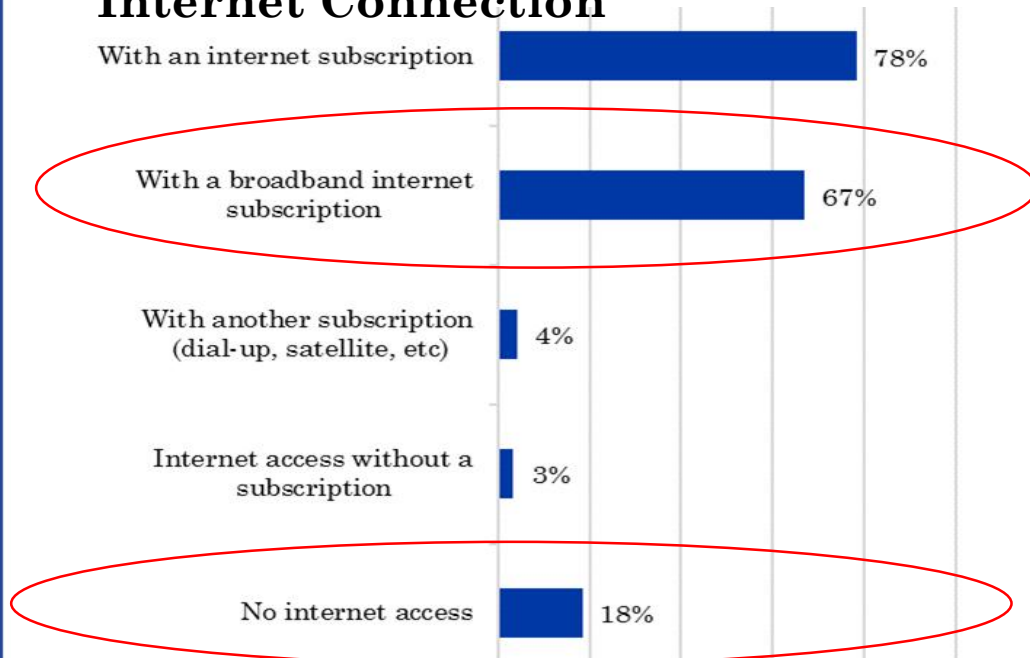 Internet Connection
With an internet subscription
78%
With a broadband internet
subscription
67%
With another subscription
(dial-up, satellite, etc)
4%
Internet access without a
subscription
3%
No internet access
18%